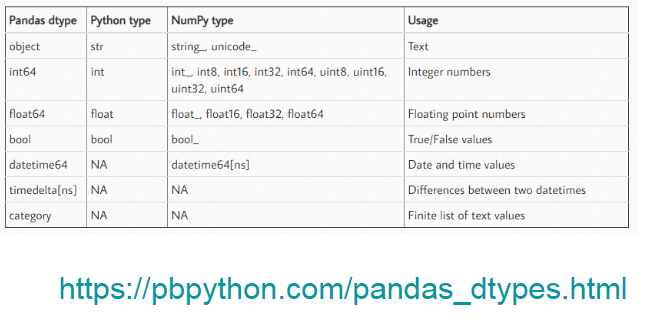 Pandas dtype Python type NumPy type Usage
object str string_, unicode_ Text
int64 int int_, int8, int16, int32, int64, uint8, uint16, Integer numbers
uint32, uint64
float64 float float_, float16, float32, float64 Floating point numbers
bool bool bool_ True/False values
datetime64 NA datetime64[ns] Date and time values
timedelta[ns] NA NA Differences between two datetimes
category NA NA Finite list of text values
https://pbpython.com/pandas_dtypes.html